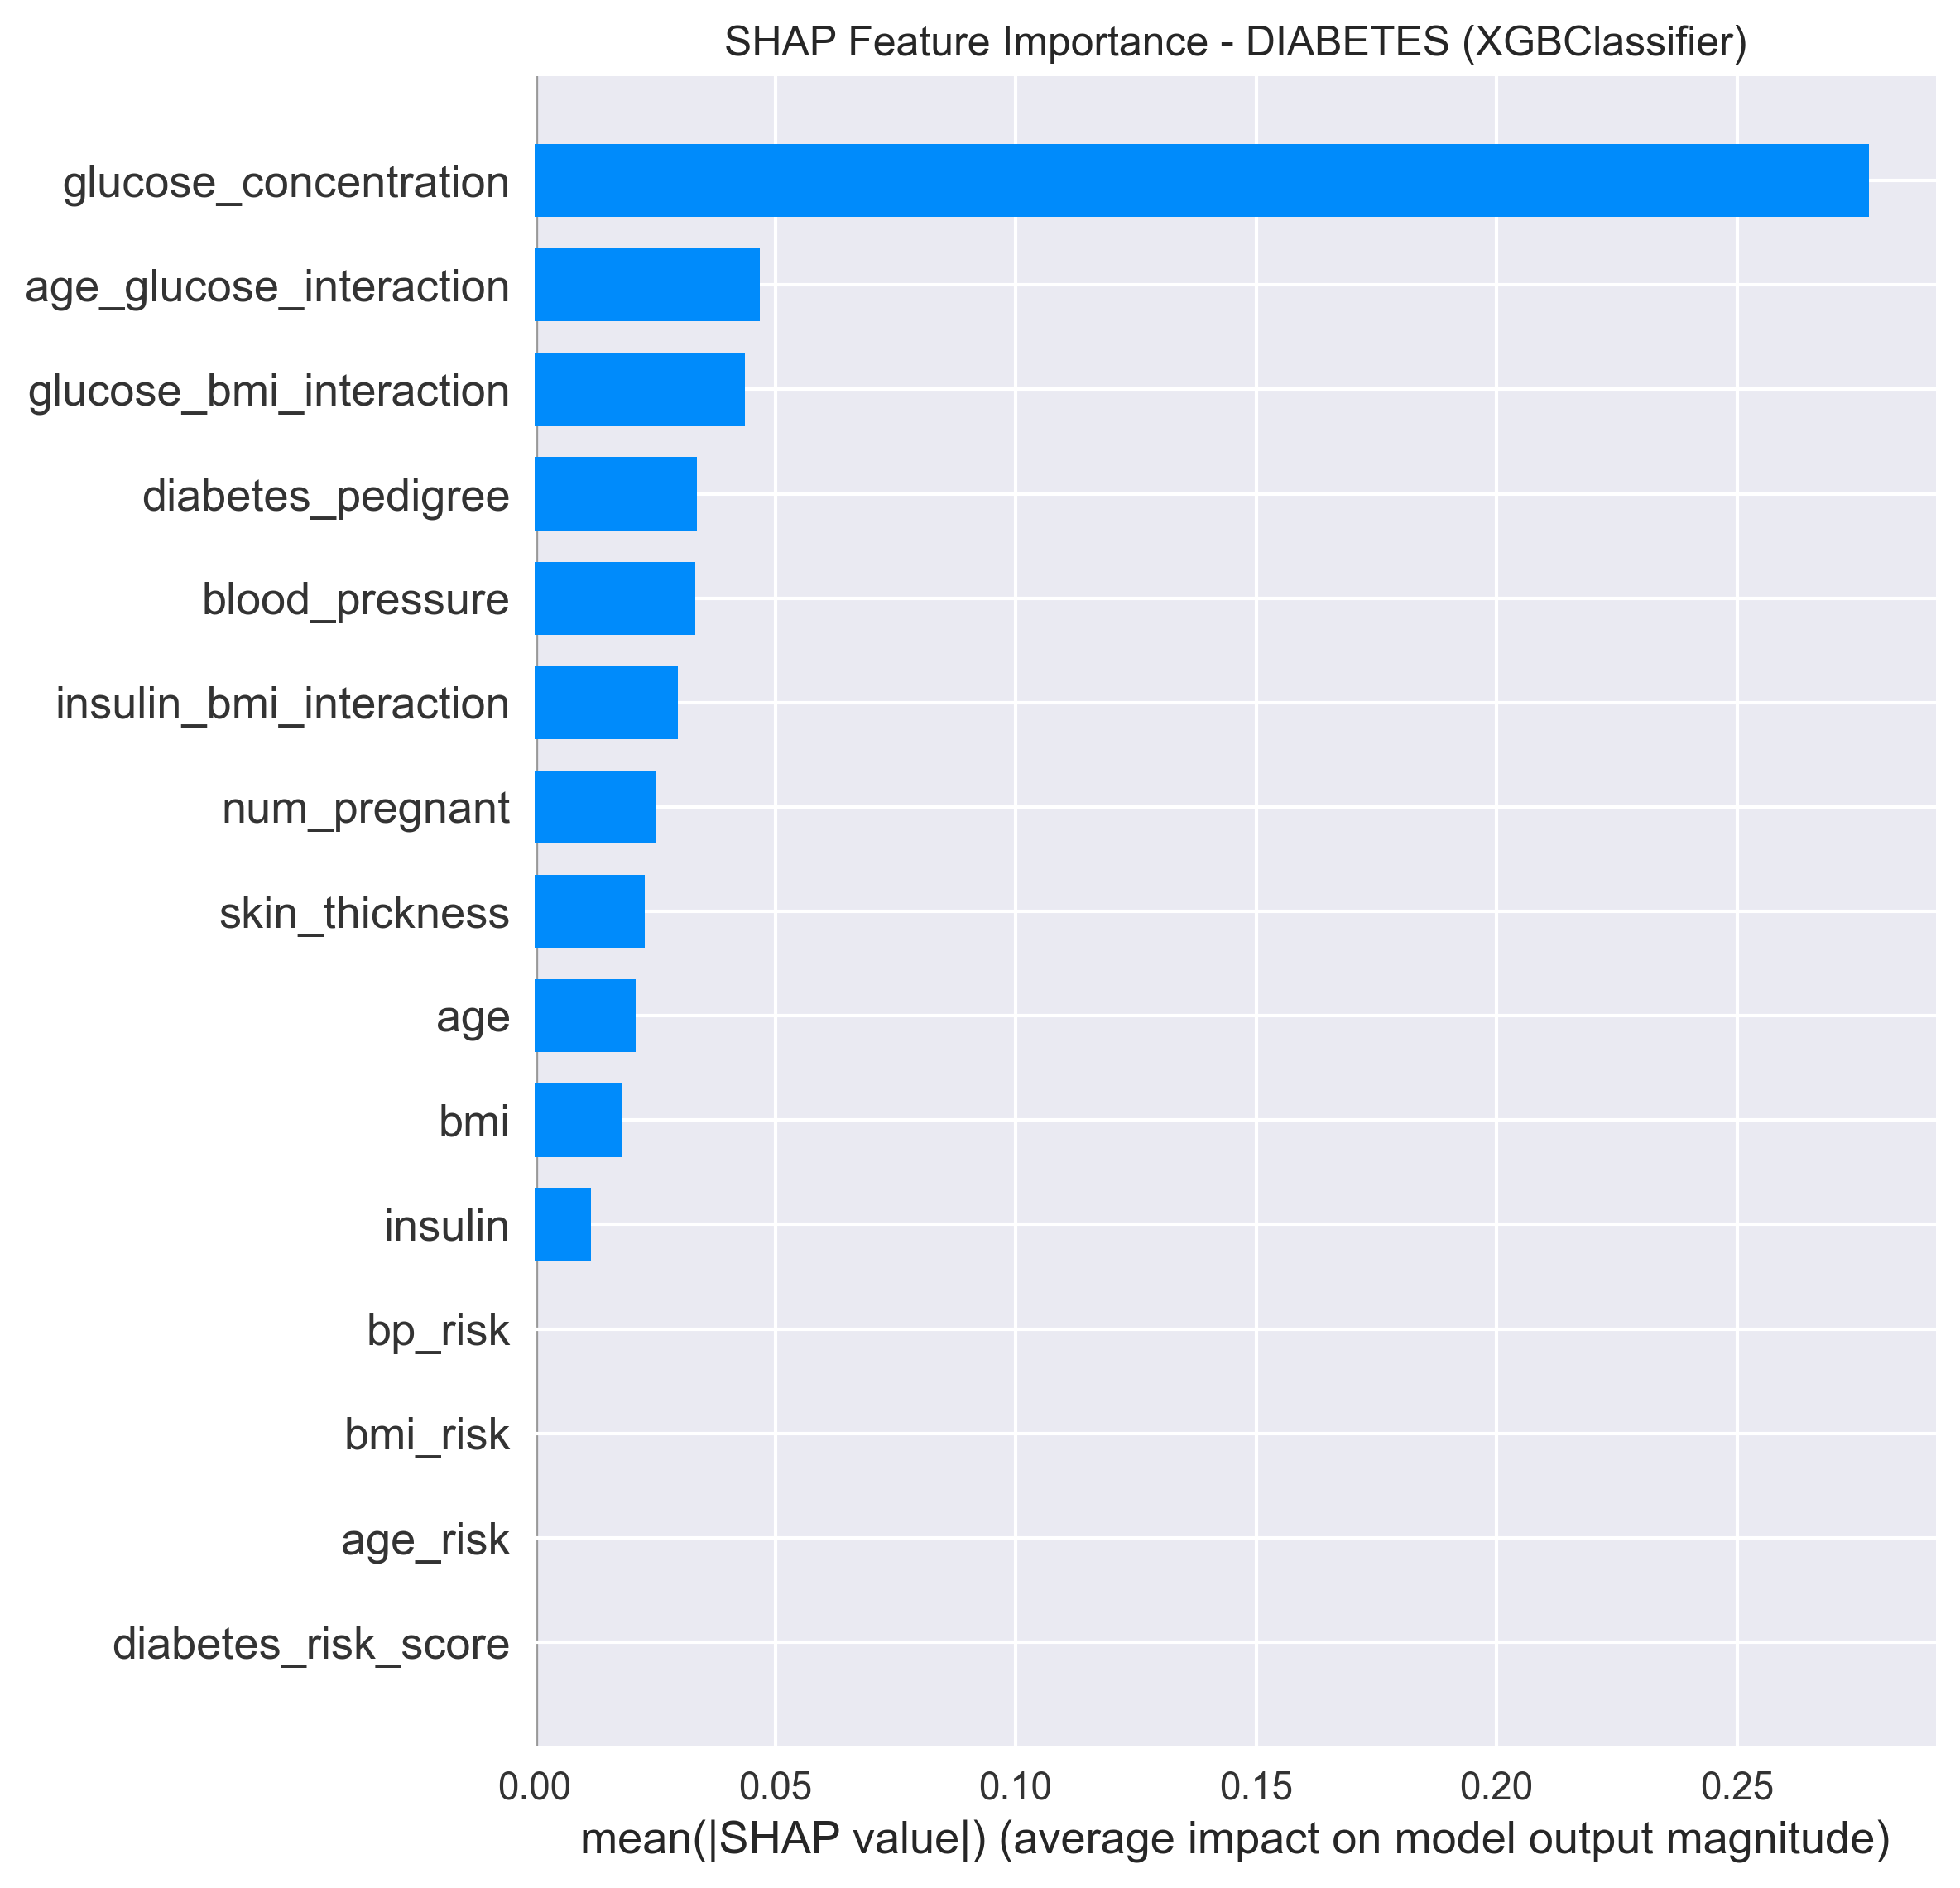 SHAP Feature Importance - DIABETES (XGBClassifier)
glucose_concentration
age_glucose_interaction
glucose_bmi_interaction
diabetes_pedigree
blood_pressure
insulin_bmi_interaction
num_pregnant
skin_thickness
age
bmi
insulin
bp_risk
bmi_risk
age_risk
diabetes_risk_score
0.00 0.05 0.10 0.15 0.20 0.25
mean(|SHAP value|) (average impact on model output magnitude)